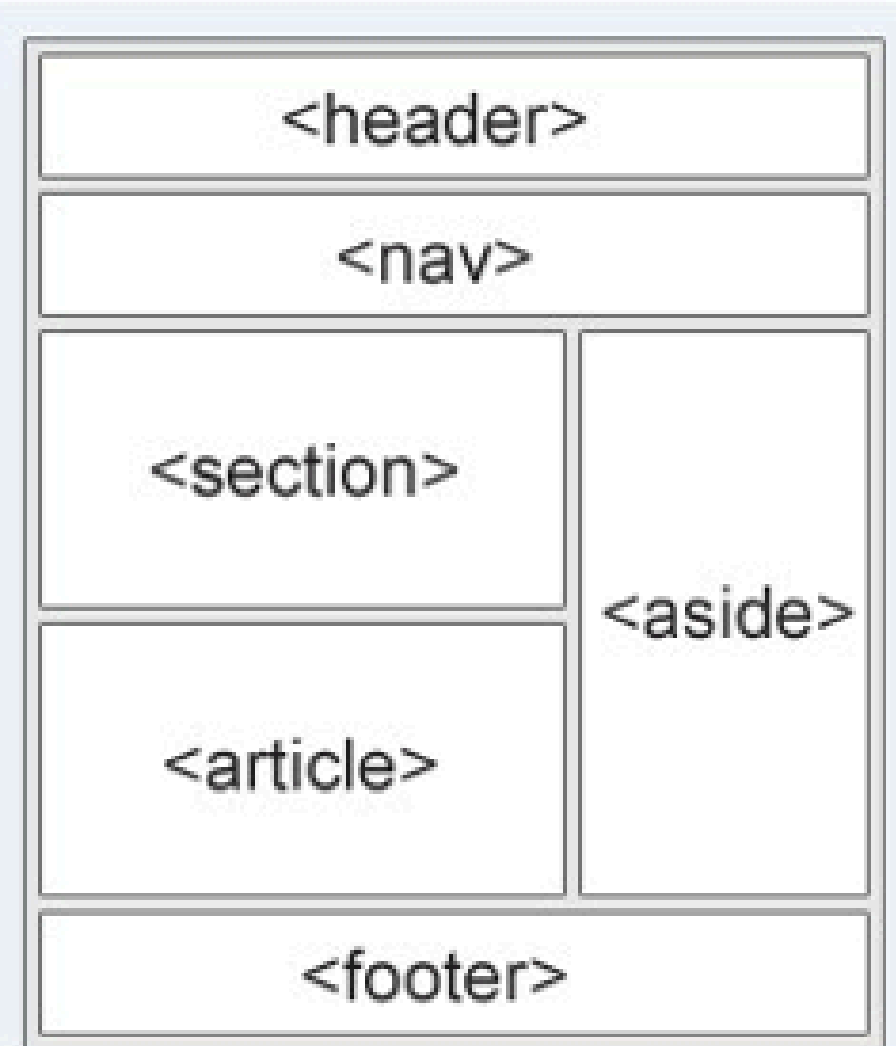 <header>
<nav>
<section>
<aside>
<article>
<footer>